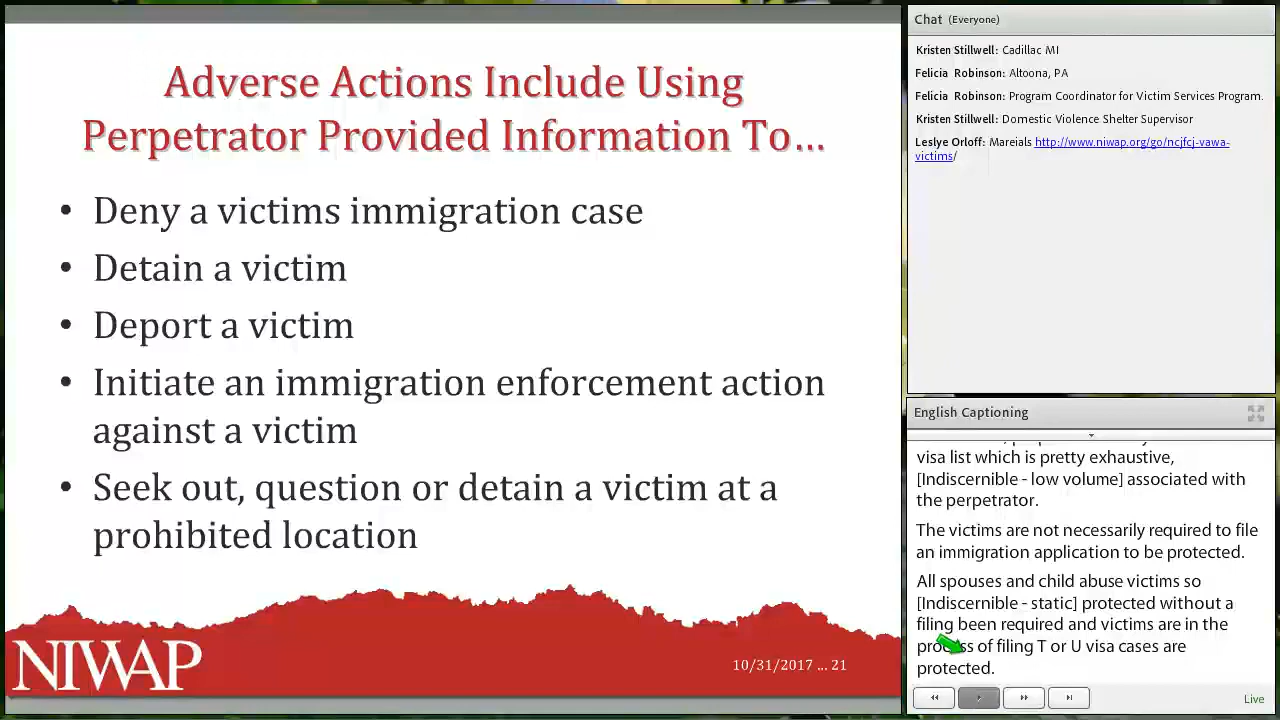 Adverse Actions Include Using
Perpetrator Provided Information To...
• Deny a victims immigration case
• Detain a victim
• Deport a victim
• Initiate an immigration enforcement action
against a victim
• Seek out, question or detain a victim at a
prohibited location
NIWAP
10/31/2017 ... 21
Chat (Everyone)
Kristen Stillwell: Cadillac MI
Felicia Robinson: Altoona, PA
Felicia Robinson: Program Coordinator for Victim Services Program.
Kristen Stillwell: Domestic Violence Shelter Supervisor
Leslye Orloff: Mareials http://www.niwap.org/go/ncjfcj-vawa-
victims/
English Captioning
visa list which is pretty exhaustive,
[Indiscernible - low volume] associated with
the perpetrator.
The victims are not necessarily required to file
an immigration application to be protected.
All spouses and child abuse victims so
[Indiscernible - static] protected without a
filing been required and victims are in the
process of filing T or U visa cases are
protected.
Live